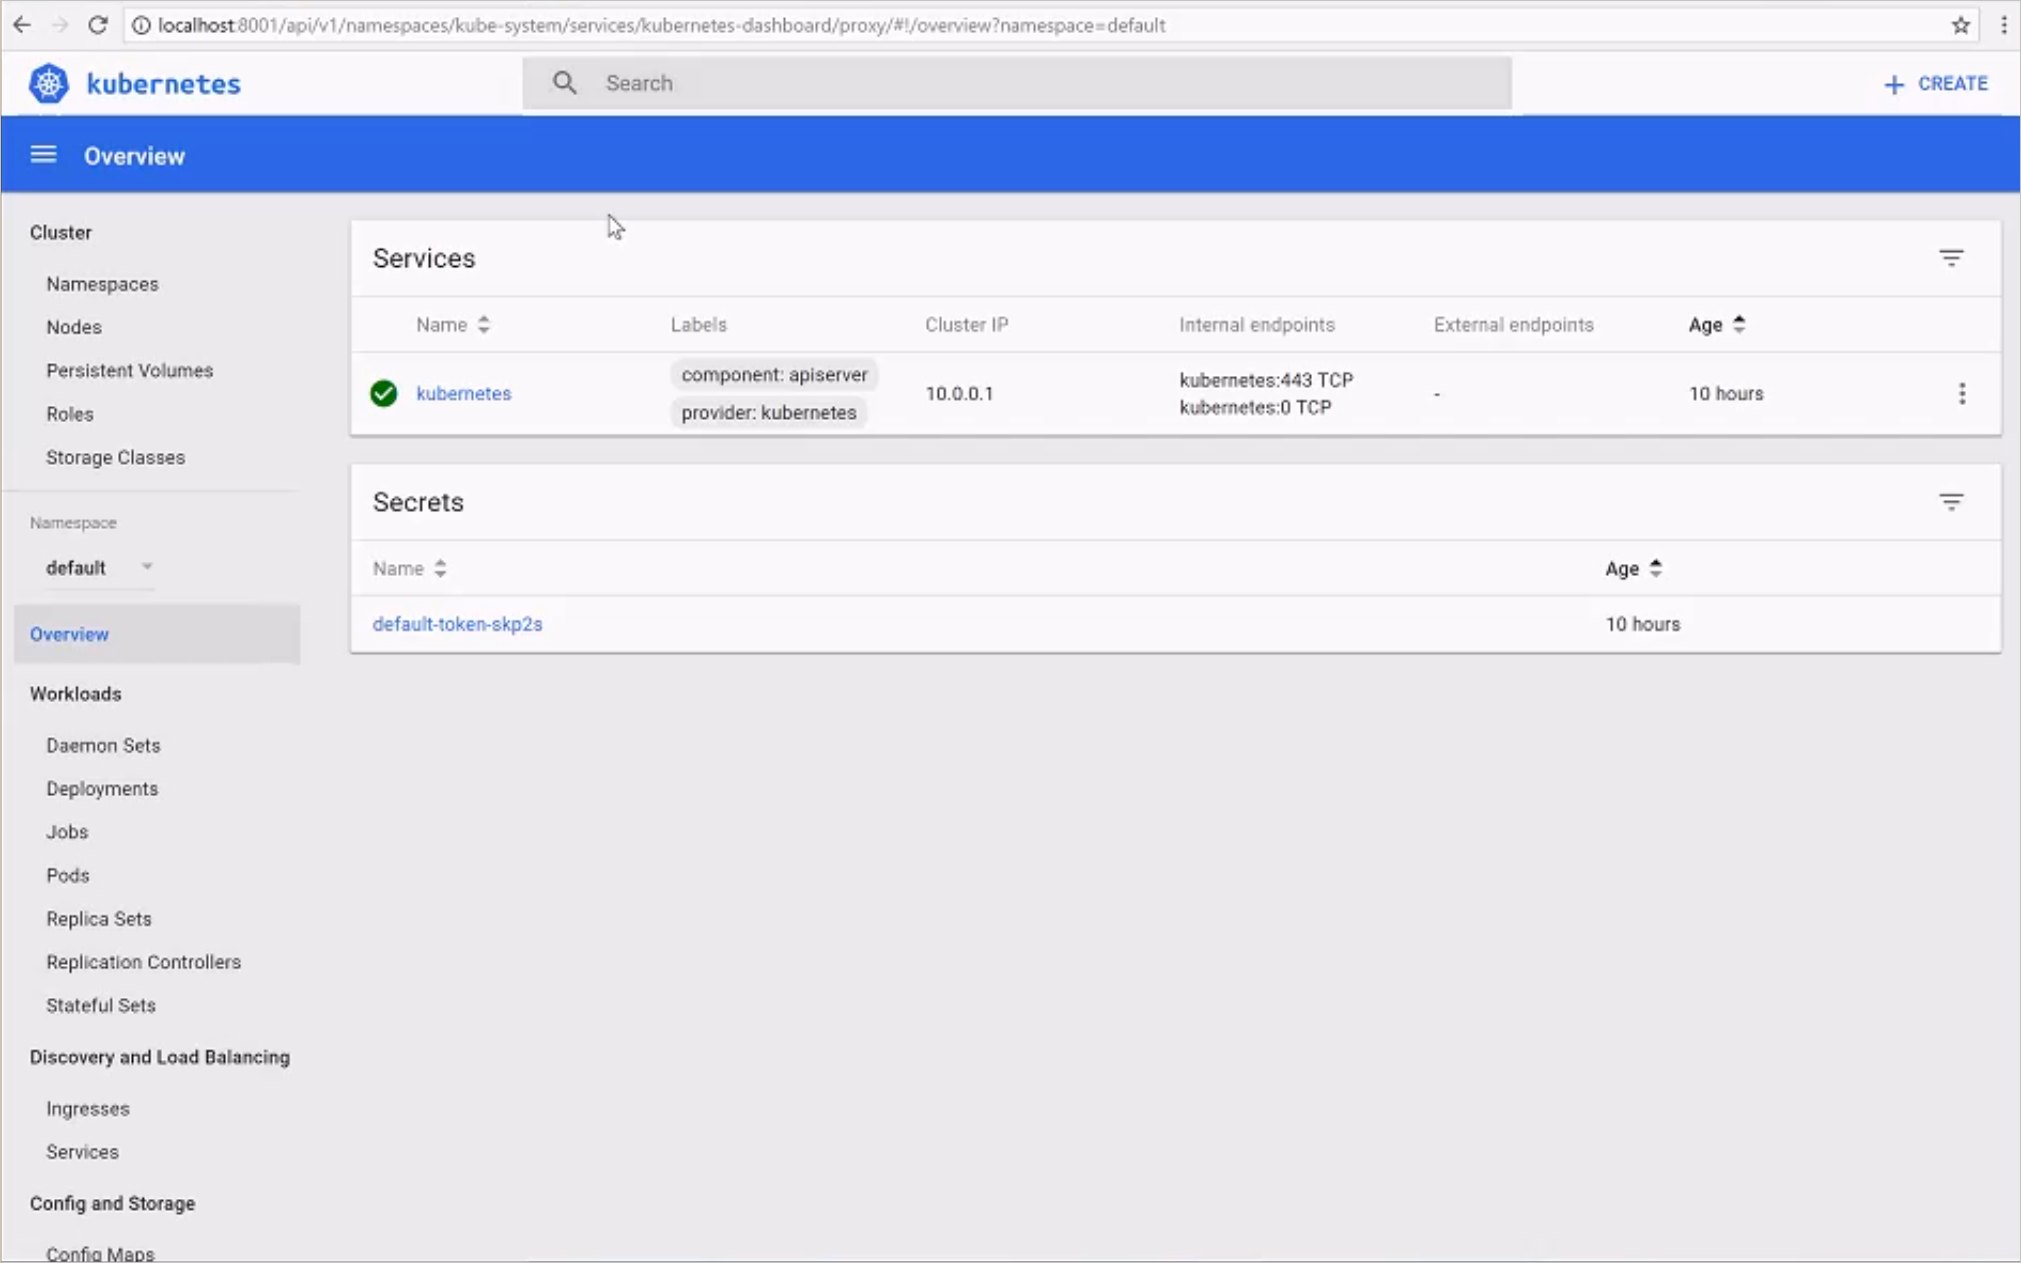 localhost:8001/api/v1/namespaces/kube-system/services/kubernetes-dashboard/proxy/#!/overview?namespace=default
kubernetes
Search
CREATE
Overview
Cluster
Namespaces
Nodes
Persistent Volumes
Roles
Storage Classes
Namespace
default
Overview
Workloads
Daemon Sets
Deployments
Jobs
Pods
Replica Sets
Replication Controllers
Stateful Sets
Discovery and Load Balancing
Ingresses
Services
Config and Storage
Config Maps
Services
Name Labels Cluster IP Internal endpoints External endpoints Age
kubernetes component: apiserver provider: kubernetes 10.0.0.1 kubernetes:443 TCP kubernetes:0 TCP - 10 hours
Secrets
Name Age
default-token-skp2s 10 hours